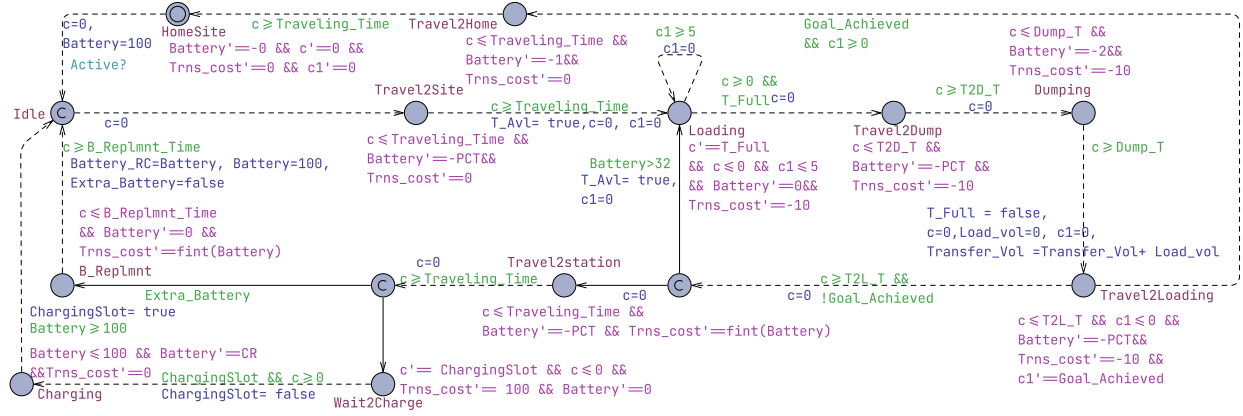 c=0,
Battery=100
Active?
HomeSite
Battery'==-0 && c'==0 &&
Trns_cost'==0 && c1'==0
c≥Traveling_Time
Travel2Home
c≤Traveling_Time &&
Battery'==-1&&
Trns_cost'==0
Goal_Achieved
&& c1≥0
c1≥5
c1=0
c≤Dump_T &&
Battery'==-2&&
Trns_cost'==-10
Idle
C
c=0
Travel2Site
c≤Traveling_Time &&
Battery'==-PCT&&
Trns_cost'==0
c≥Traveling_Time
T_Avl= true,c=0, c1=0
Loading
c'==T_Full
&& c≤0 && c1≤5
&& Battery'==0&&
Trns_cost'==-10
c≥0 &&
T_Full
c=0
Travel2Dump
c≤T2D_T &&
Battery'==-PCT &&
Trns_cost'==-10
c≥T2D_T
c=0
Dumping
c≥Dump_T
T_Full = false,
c=0,Load_vol=0, c1=0,
Transfer_Vol =Transfer_Vol+ Load_vol
c≥B_Replmnt_Time
Battery_RC=Battery, Battery=100,
Extra_Battery=false
c≤B_Replmnt_Time
&& Battery'==0 &&
Trns_cost'==fint(Battery)
B_Replmnt
Battery>32
T_Avl= true,
c1=0
Extra_Battery
C
c=0
c≥Traveling_Time
Travel2station
c≤Traveling_Time &&
Battery'==-PCT && Trns_cost'==fint(Battery)
c=0
C
c=0
c≥T2L_T &&
!Goal_Achieved
Travel2Loading
c≤T2L_T && c1≤0 &&
Battery'==-PCT&&
Trns_cost'==-10 &&
c1'==Goal_Achieved
ChargingSlot= true
Battery≥100
Battery≤100 && Battery'==CR
&&Trns_cost'==0
Charging
ChargingSlot && c≥0
ChargingSlot= false
Wait2Charge
c'== ChargingSlot && c≤0 &&
Trns_cost'== 100 && Battery'==0